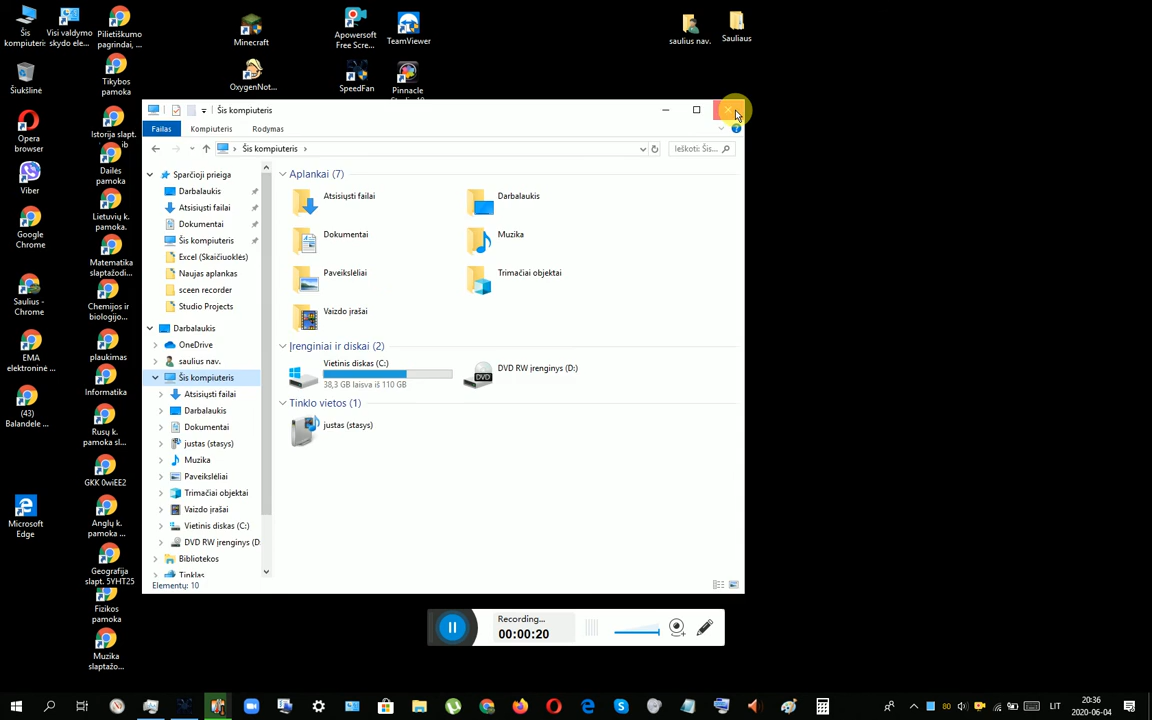 Šis
kompiuteris
Visi valdymo
skydo ele...
Pilietiškumo
pagrindai, ...
Minecraft
Apowersoft
Free Scre...
TeamViewer
saulius nav.
Sauliaus
Šiukšlinė
Tikybos
pamoka
OxygenNot...
SpeedFan
Pinnacle
Opera
browser
Istorija slapt.
ib
Dailes
pamoka
Viber
Lietuvių k.
pamoka.
Google
Chrome
Matematika
slaptažodi...
Saulius -
Chrome
Chemijos ir
biologijo...
EMA
elektroninė ...
plaukimas
Informatika
(43)
Balandele ...
Rusų k.
pamoka sl...
GKK 0wiEE2
Microsoft
Edge
Anglų k.
pamoka ...
Geografija
slapt. 5YHT25
Fizikos
pamoka
Muzika
slaptažo...
Šis kompiuteris
Failas Kompiuteris Rodymas
Šis kompiuteris
Ieškoti: Šis...
Sparčioji prieiga
Darbalaukis
Atsisiųsti failai
Dokumentai
Šis kompiuteris
Excel (Skaičiuoklės)
Naujas aplankas
sceen recorder
Studio Projects
Darbalaukis
OneDrive
saulius nav.
Šis kompiuteris
Atsisiųsti failai
Darbalaukis
Dokumentai
justas (stasys)
Muzika
Paveikslėliai
Trimačiai objektai
Vaizdo įrašai
Vietinis diskas (C:)
DVD RW įrenginys (D:
Bibliotekos
Tinklas
Aplankai (7)
Atsisiųsti failai
Darbalaukis
Dokumentai
Muzika
Paveikslėliai
Trimačiai objektai
Vaizdo įrašai
Įrenginiai ir diskai (2)
Vietinis diskas (C:)
38,3 GB laisva iš 110 GB
DVD
DVD RW įrenginys (D:)
Tinklo vietos (1)
justas (stasys)
Elementų: 10
Recording...
00:00:20
80
LIT
20:36
2020-06-04